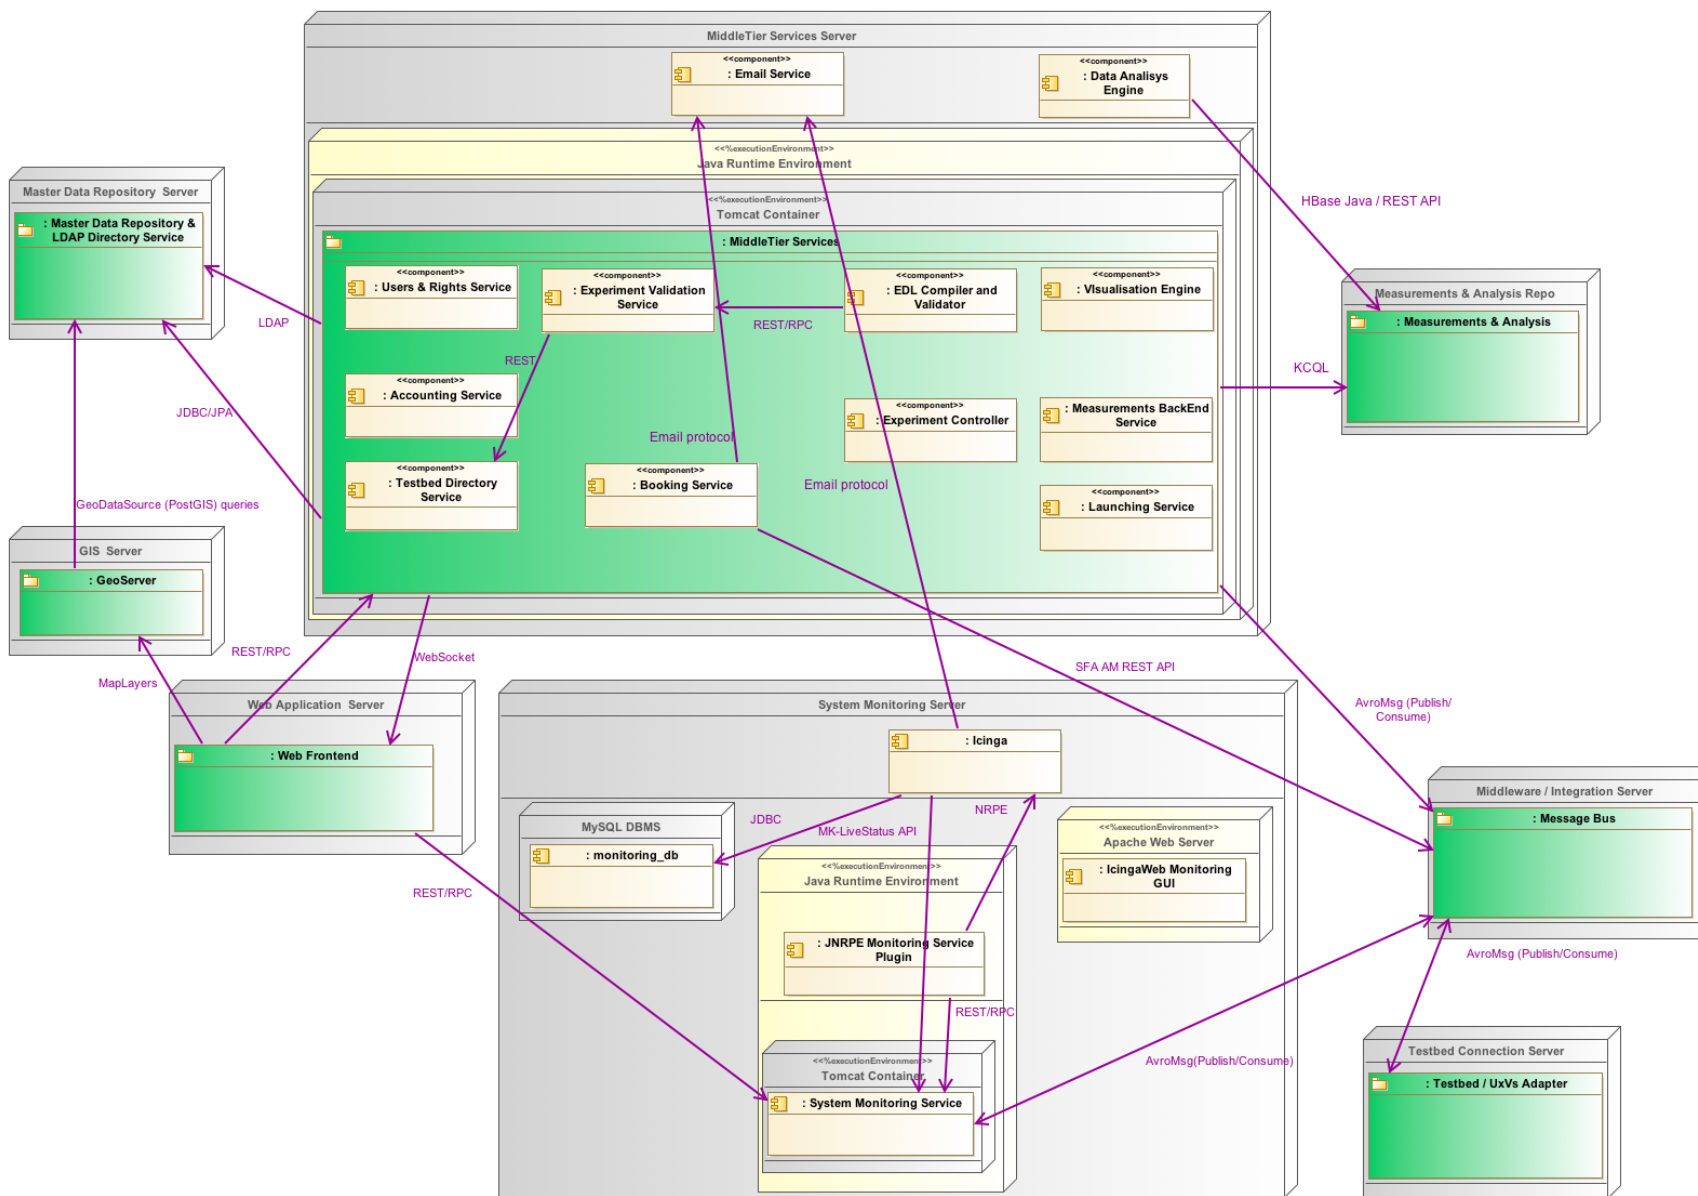 MiddleTier Services Server
<<component>>
: Email Service
<<component>>
: Data Analisys
Engine
<<%executionEnvironment>>
Java Runtime Environment
<<%executionEnvironment>>
Tomcat Container
: MiddleTier Services
<<component>>
: Users & Rights Service
<<component>>
: Experiment Validation
Service
<<component>>
: EDL Compiler and
Validator
<<component>>
: VIsualisation Engine
REST/RPC
REST
<<component>>
: Accounting Service
<<component>>
: Experiment Controller
<<component>>
: Measurements BackEnd
Service
Email protocol
<<component>>
: Testbed Directory
Service
<<component>>
: Booking Service
Email protocol
<<component>>
: Launching Service
Master Data Repository  Server
: Master Data Repository &
LDAP Directory Service
LDAP
JDBC/JPA
GeoDataSource (PostGIS) queries
HBase Java / REST API
Measurements & Analysis Repo
: Measurements & Analysis
KCQL
GIS  Server
: GeoServer
REST/RPC
WebSocket
MapLayers
SFA AM REST API
AvroMsg (Publish/
Consume)
Web Application  Server
: Web Frontend
REST/RPC
System Monitoring Server
: Icinga
NRPE
JDBC
MK-LiveStatus API
MySQL DBMS
: monitoring_db
<<%executionEnvironment>>
Java Runtime Environment
<<%executionEnvironment>>
Apache Web Server
: IcingaWeb Monitoring
GUI
: JNRPE Monitoring Service
Plugin
REST/RPC
<<%executionEnvironment>>
Tomcat Container
: System Monitoring Service
AvroMsg(Publish/Consume)
Middleware / Integration Server
: Message Bus
AvroMsg (Publish/Consume)
Testbed Connection Server
: Testbed / UxVs Adapter